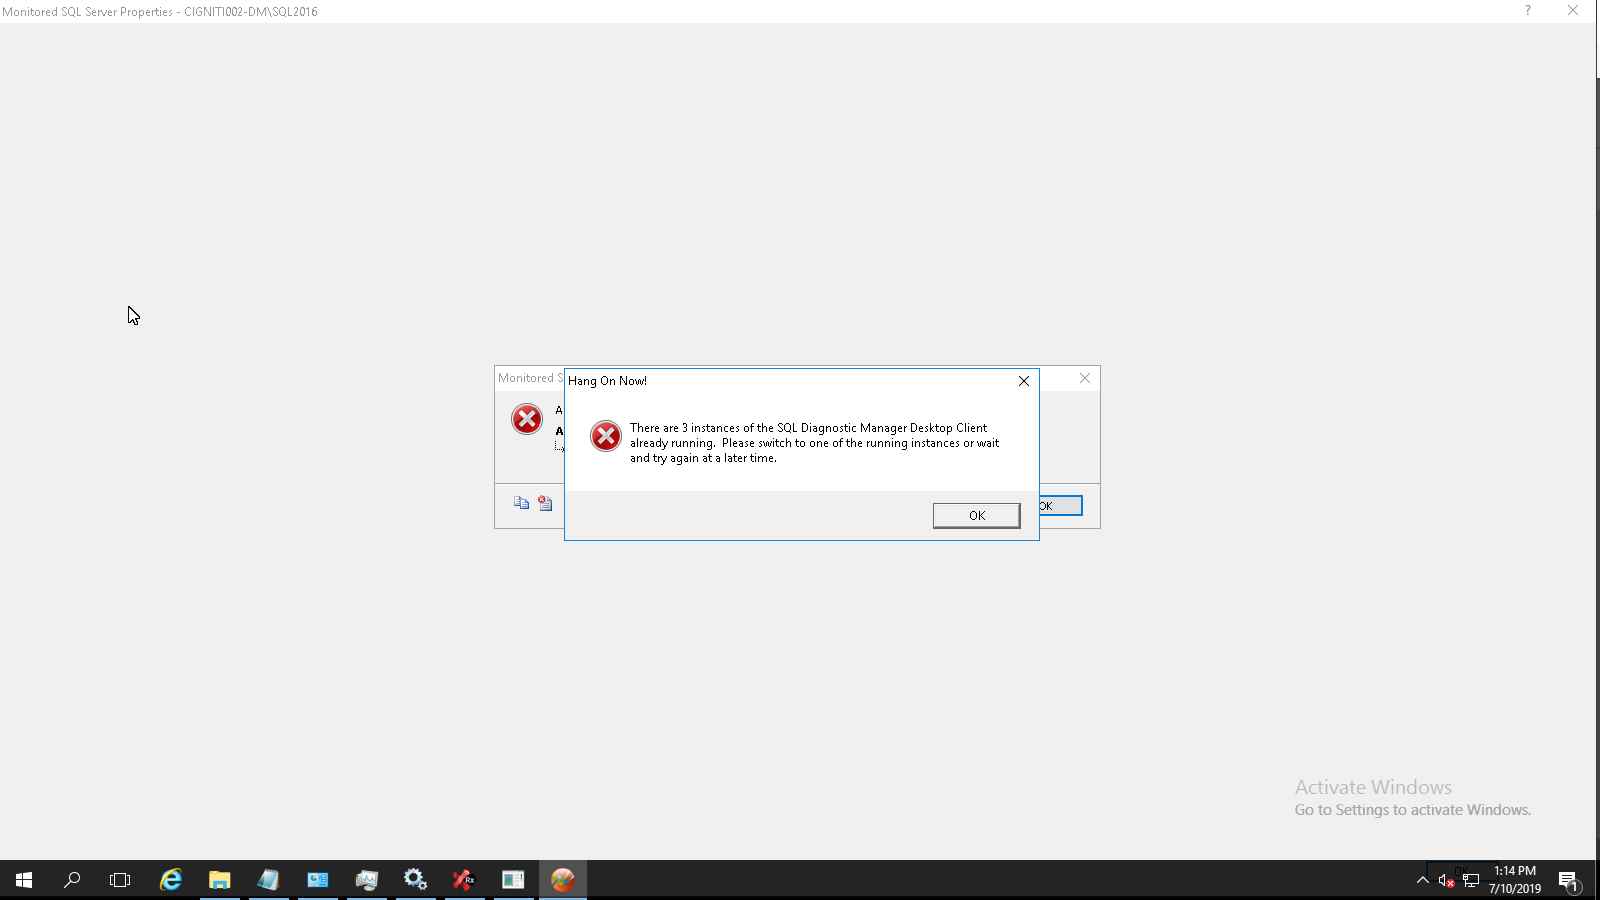 Monitored SQL Server Properties - CIGNITI002-DM\SQL2016
?
Monitored S
Hang On Now!
A
A
There are 3 instances of the SQL Diagnostic Manager Desktop Client
already running.  Please switch to one of the running instances or wait
and try again at a later time.
OK
OK
Activate Windows
Go to Settings to activate Windows.
Rx
1:14 PM
7/10/2019
1